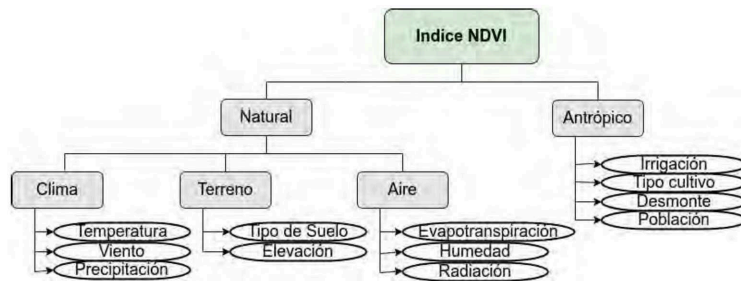 Indice NDVI
Natural
Antrópico
Clima
Terreno
Aire
Irrigación
Tipo cultivo
Desmonte
Población
Temperatura
Viento
Precipitación
Tipo de Suelo
Elevación
Evapotranspiración
Humedad
Radiación